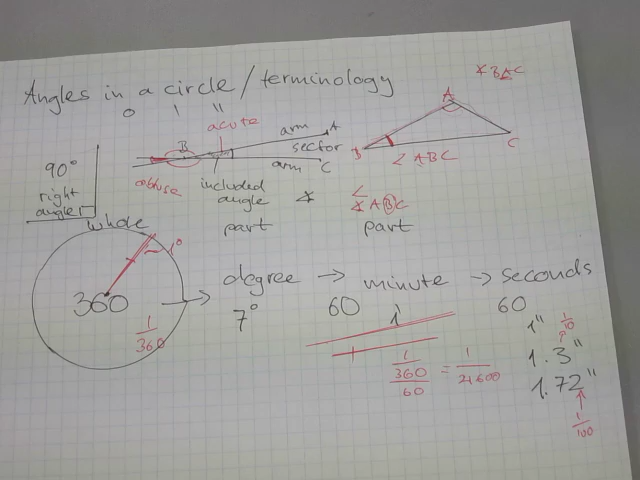 Angles in a circle / terminology
° ' "
∡ BAC
acute
arm A
A
B
sector
90°
arm C
B
C
∠ ABC
obtuse
included
right
angle ∡
∠
angle
∡ ABC
whole
part
part
1°
degree → minute → seconds
360
7°
60
1'
60
1" 1/10
1/360
1/360/60 = 1/21600
1.3"
1.72"
1/100